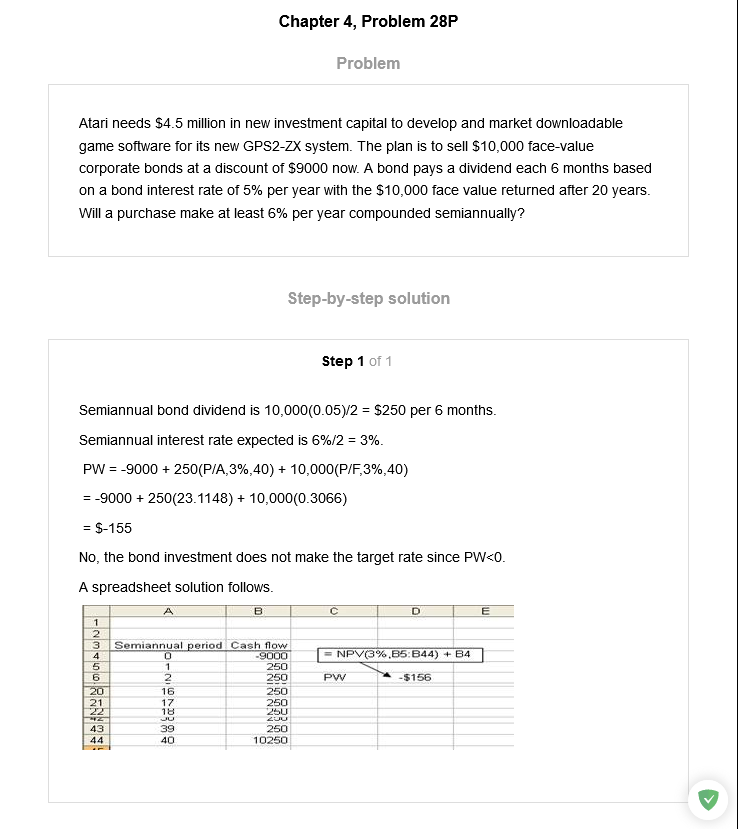 Chapter 4, Problem 28P
Problem
Atari needs $4.5 million in new investment capital to develop and market downloadable
game software for its new GPS2-ZX system. The plan is to sell $10,000 face-value
corporate bonds at a discount of $9000 now. A bond pays a dividend each 6 months based
on a bond interest rate of 5% per year with the $10,000 face value returned after 20 years.
Will a purchase make at least 6% per year compounded semiannually?
Step-by-step solution
Step 1 of 1
Semiannual bond dividend is 10,000(0.05)/2 = $250 per 6 months.
Semiannual interest rate expected is 6%/2 = 3%.
PW = -9000 + 250(P/A,3%,40) + 10,000(P/F,3%,40)
= -9000 + 250(23.1148) + 10,000(0.3066)
= $-155
No, the bond investment does not make the target rate since PW<0.
A spreadsheet solution follows.
A B C D E
1
2
3 Semiannual period Cash flow
4 0 -9000 = NPV(3%,B5:B44) + B4
5 1 250
6 2 250 PW -$156
20 16 250
21 17 250
22 18 250
43 39 250
44 40 10250